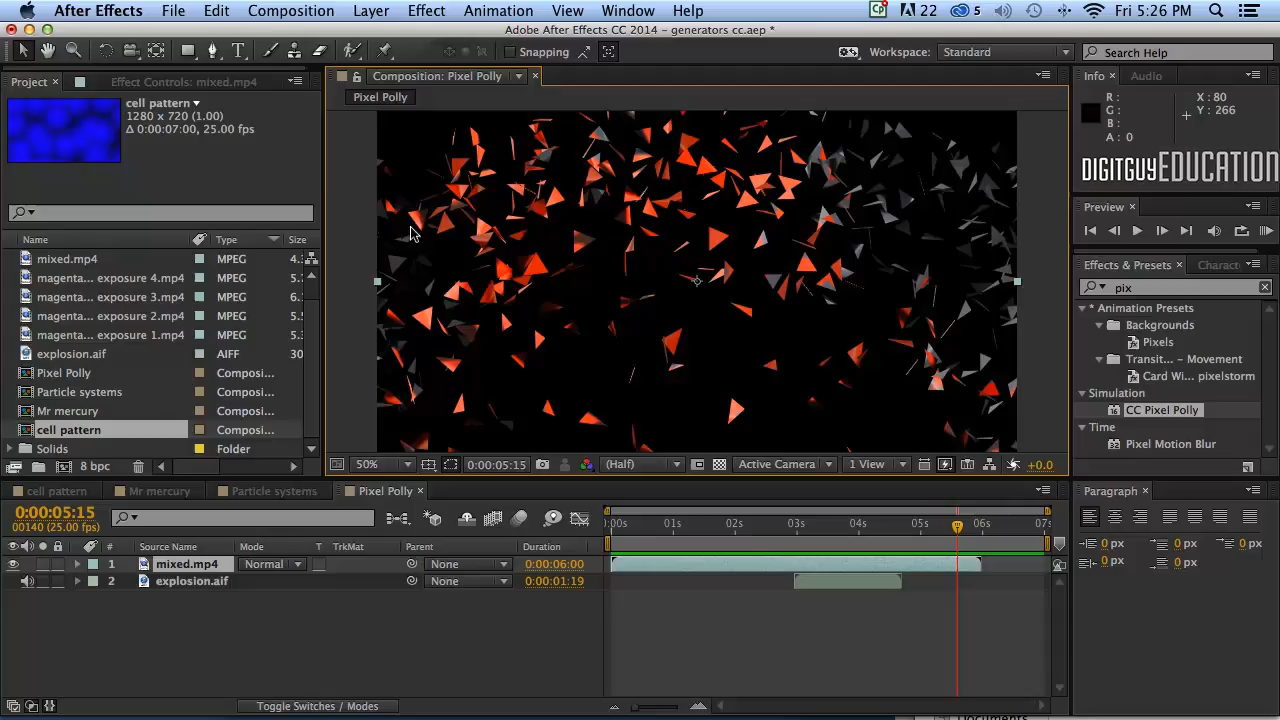 After Effects File Edit Composition Layer Effect Animation View Window Help 22 5 Fri 5:26 PM
Adobe After Effects CC 2014 - generators cc.aep *
Snapping Workspace: Standard Search Help
Project Effect Controls: mixed.mp4 Composition: Pixel Polly Info Audio
Pixel Polly
cell pattern
1280 x 720 (1.00)
Δ 0:00:07:00, 25.00 fps
R: X: 80
G: Y: 266
B:
A: 0
DIGITGUYEDUCATION
Preview
Name Type Size
mixed.mp4 MPEG 4.
magenta... exposure 4.mp4 MPEG 5.
magenta... exposure 3.mp4 MPEG 6.
magenta... exposure 2.mp4 MPEG 5.
magenta... exposure 1.mp4 MPEG 5.
explosion.aif AIFF 30
Pixel Polly Composi...
Particle systems Composi...
Mr mercury Composi...
cell pattern Composi...
Solids Folder
8 bpc
Effects & Presets Charact
pix
* Animation Presets
Backgrounds
Pixels
Transit... – Movement
Card Wi... pixelstorm
Simulation
CC Pixel Polly
Time
Pixel Motion Blur
50% 0:00:05:15 (Half) Active Camera 1 View +0.0
cell pattern Mr mercury Particle systems Pixel Polly
0:00:05:15
00140 (25.00 fps)
:00s 01s 02s 03s 04s 05s 06s 07s
# Source Name Mode T TrkMat Parent Duration
1 mixed.mp4 Normal None 0:00:06:00
2 explosion.aif None 0:00:01:19
Toggle Switches / Modes
Paragraph
0 px 0 px 0 px
0 px 0 px